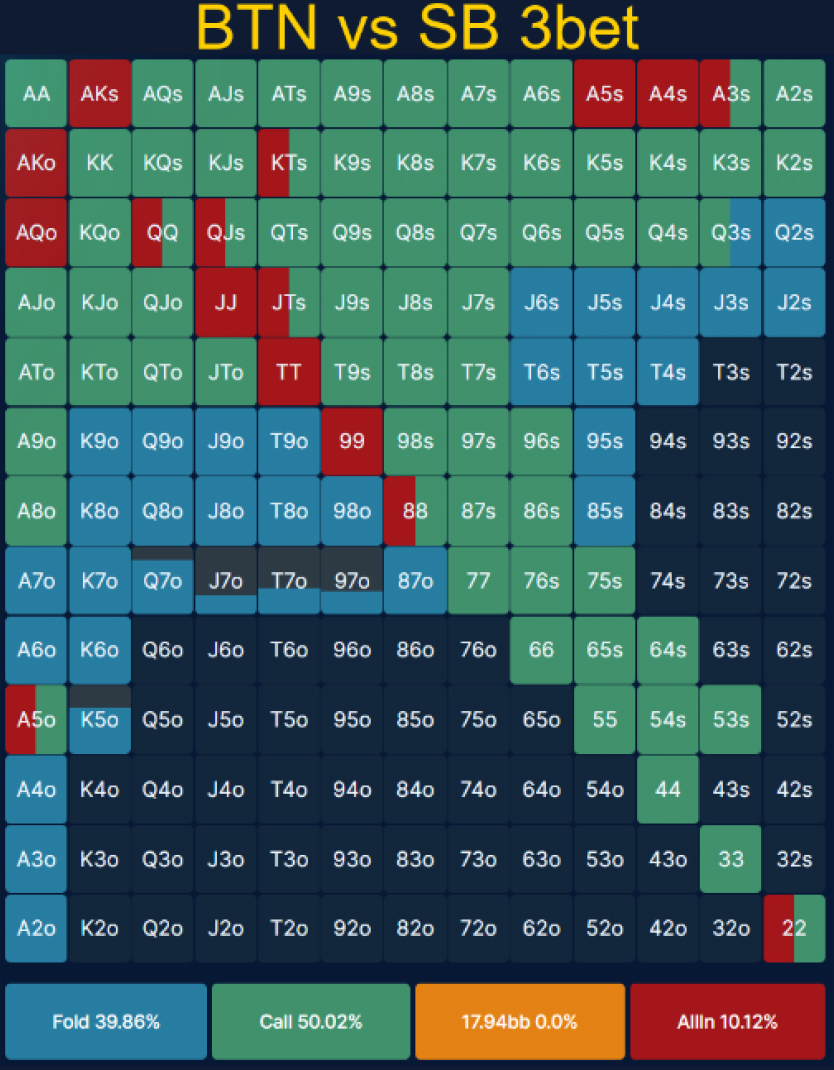 BTN vs SB 3bet
AA AKs AQs AJs ATs A9s A8s A7s A6s A5s A4s A3s A2s
AKo KK KQs KJs KTs K9s K8s K7s K6s K5s K4s K3s K2s
AQo KQo QQ QJs QTs Q9s Q8s Q7s Q6s Q5s Q4s Q3s Q2s
AJo KJo QJo JJ JTs J9s J8s J7s J6s J5s J4s J3s J2s
ATo KTo QTo JTo TT T9s T8s T7s T6s T5s T4s T3s T2s
A9o K9o Q9o J9o T9o 99 98s 97s 96s 95s 94s 93s 92s
A8o K8o Q8o J8o T8o 98o 88 87s 86s 85s 84s 83s 82s
A7o K7o Q7o J7o T7o 97o 87o 77 76s 75s 74s 73s 72s
A6o K6o Q6o J6o T6o 96o 86o 76o 66 65s 64s 63s 62s
A5o K5o Q5o J5o T5o 95o 85o 75o 65o 55 54s 53s 52s
A4o K4o Q4o J4o T4o 94o 84o 74o 64o 54o 44 43s 42s
A3o K3o Q3o J3o T3o 93o 83o 73o 63o 53o 43o 33 32s
A2o K2o Q2o J2o T2o 92o 82o 72o 62o 52o 42o 32o 22
Fold 39.86% Call 50.02% 17.94bb 0.0% AllIn 10.12%